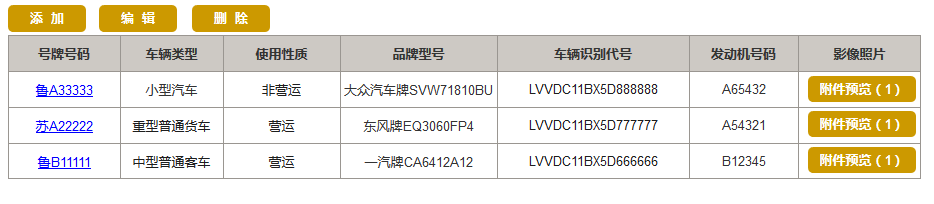 添 加 编 辑 删 除
号牌号码 车辆类型 使用性质 品牌型号 车辆识别代号 发动机号码 影像照片
鲁A33333 小型汽车 非营运 大众汽车牌SVW71810BU LVVDC11BX5D888888 A65432 附件预览（1）
苏A22222 重型普通货车 营运 东风牌EQ3060FP4 LVVDC11BX5D777777 A54321 附件预览（1）
鲁B11111 中型普通客车 营运 一汽牌CA6412A12 LVVDC11BX5D666666 B12345 附件预览（1）